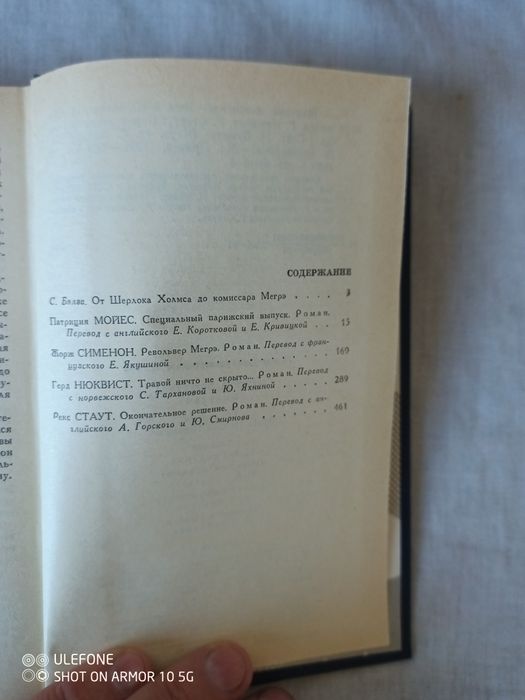 СОДЕРЖАНИЕ
С. Бэлза. От Шерлока Холмса до комиссара Мегрэ . . . . 3
Патриция МОЙЕС. Специальный парижский выпуск. Роман.
Перевод с английского Е. Коротковой и Е. Кривицкой . . 15
Жорж СИМЕНОН. Револьвер Мегрэ. Роман. Перевод с фран-
цузского Е. Якушиной . . . . . . . . . . . 169
Герд НЮКВИСТ. Травой ничто не скрыто... Роман. Перевод
с норвежского С. Тархановой и Ю. Яхниной . . . . . 289
Рекс СТАУТ. Окончательное решение. Роман. Перевод с ан-
глийского А. Горского и Ю. Смирнова . . . . . . . 461
ULEFONE
SHOT ON ARMOR 10 5G